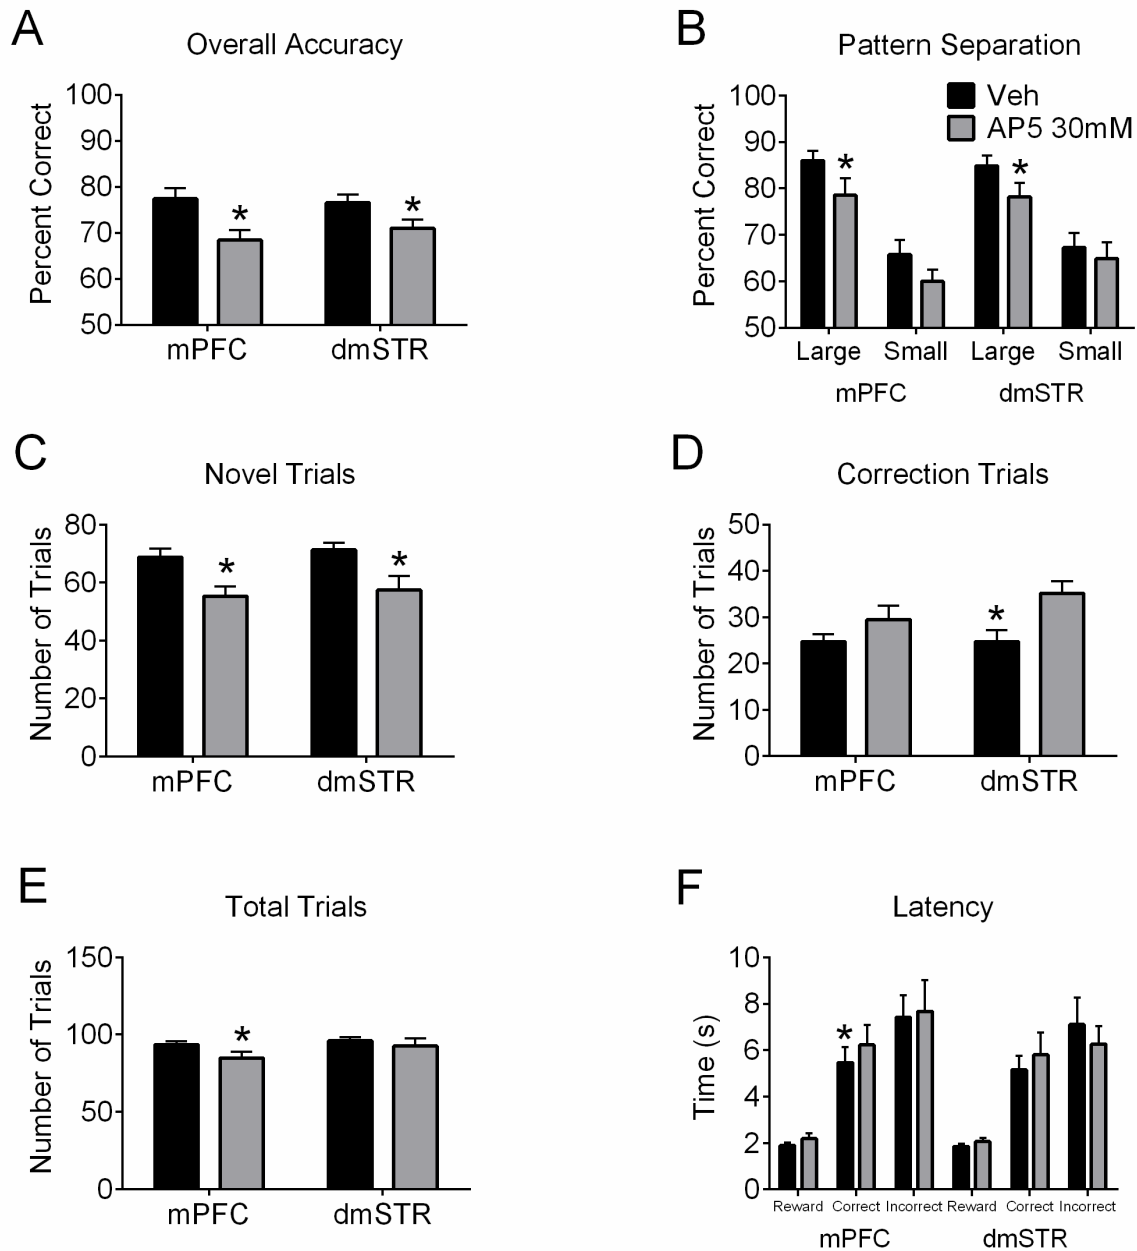 A
Overall Accuracy
Percent Correct
100
90
80
70
60
50
*
*
mPFC
dmSTR
B
Pattern Separation
Veh
AP5 30mM
Percent Correct
100
90
80
70
60
50
*
*
Large
Small
Large
Small
mPFC
dmSTR
C
Novel Trials
Number of Trials
80
60
40
20
0
*
*
mPFC
dmSTR
D
Correction Trials
Number of Trials
50
40
30
20
10
0
*
mPFC
dmSTR
E
Total Trials
Number of Trials
150
100
50
0
*
mPFC
dmSTR
F
Latency
Time (s)
10
8
6
4
2
0
*
Reward
Correct
Incorrect
Reward
Correct
Incorrect
mPFC
dmSTR